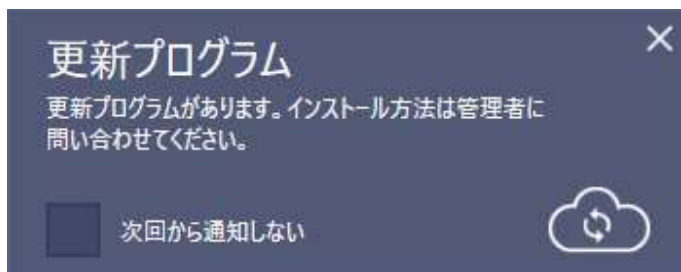 更新プログラム
更新プログラムがあります。インストール方法は管理者に
問い合わせてください。
次回から通知しない